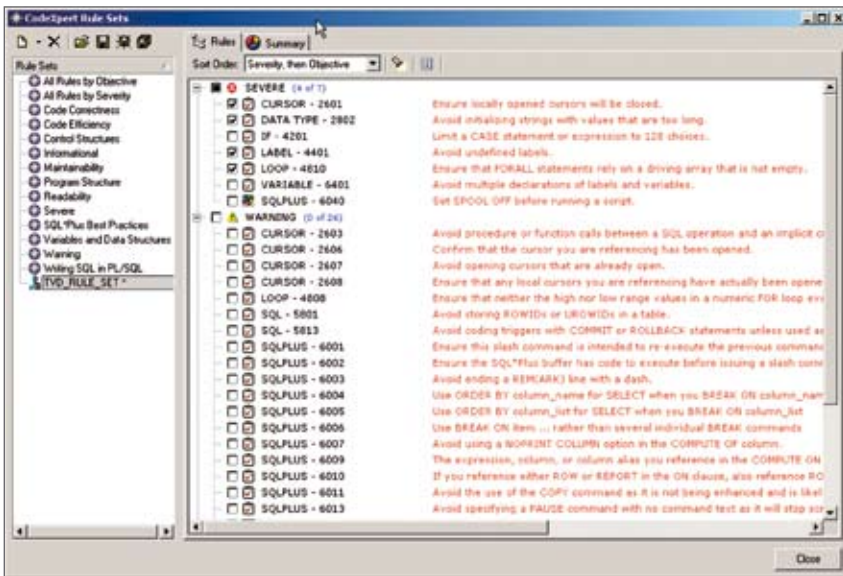 CodeXpert Rule Sets
Rules
Summary
Rule Sets
Sort Order: Severity, then Objective
All Rules by Objective
All Rules by Severity
Code Correctness
Code Efficiency
Control Structures
Informational
Maintainability
Program Structure
Readability
Severe
SQL*Plus Best Practices
Variables and Data Structures
Warning
Writing SQL in PL/SQL
TVD_RULE_SET *
SEVERE (4 of 7)
CURSOR - 2601 Ensure locally opened cursors will be closed.
DATA TYPE - 2802 Avoid initializing strings with values that are too long.
IF - 4201 Limit a CASE statement or expression to 128 choices.
LABEL - 4401 Avoid undefined labels.
LOOP - 4810 Ensure that FORALL statements rely on a driving array that is not empty.
VARIABLE - 6401 Avoid multiple declarations of labels and variables.
SQLPLUS - 6040 Set SPOOL OFF before running a script.
WARNING (0 of 26)
CURSOR - 2603 Avoid procedure or function calls between a SQL operation and an implicit
CURSOR - 2606 Confirm that the cursor you are referencing has been opened.
CURSOR - 2607 Avoid opening cursors that are already open.
CURSOR - 2608 Ensure that any local cursors you are referencing have actually been opene
LOOP - 4808 Ensure that neither the high nor low range values in a numeric FOR loop
SQL - 5801 Avoid storing ROWIDs or UROWIDs in a table.
SQL - 5813 Avoid coding triggers with COMMIT or ROLLBACK statements unless used
SQLPLUS - 6001 Ensure this slash command is intended to re-execute the previous comman
SQLPLUS - 6002 Ensure the SQL*Plus buffer has code to execute before issuing a slash
SQLPLUS - 6003 Avoid ending a REM(ARK) line with a dash.
SQLPLUS - 6004 Use ORDER BY column_name for SELECT when you BREAK ON column_nam
SQLPLUS - 6005 Use ORDER BY column_list for SELECT when you BREAK ON column_list
SQLPLUS - 6006 Use BREAK ON item ... rather than several individual BREAK commands
SQLPLUS - 6007 Avoid using a NOPRINT COLUMN option in the COMPUTE OF column.
SQLPLUS - 6009 The expression, column, or column alias you reference in the COMPUTE ON
SQLPLUS - 6010 If you reference either ROW or REPORT in the ON clause, also reference RO
SQLPLUS - 6011 Avoid the use of the COPY command as it is not being enhanced and is likel
SQLPLUS - 6013 Avoid specifying a PAUSE command with no command text as it will stop
Close